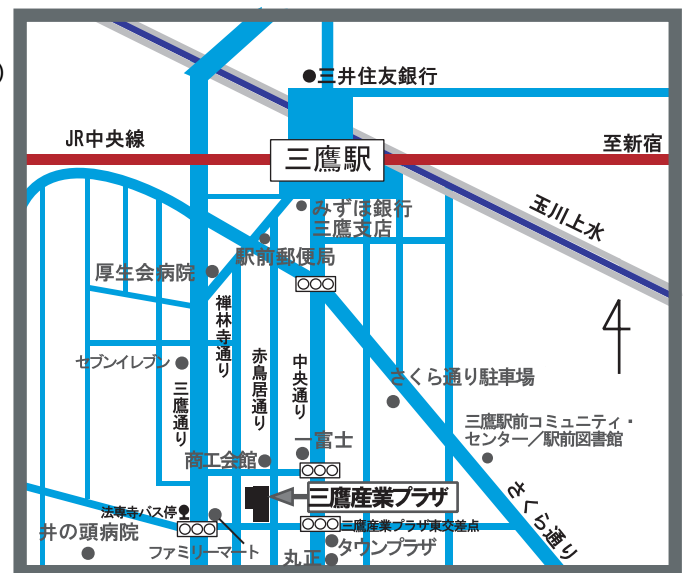 )
三井住友銀行
JR中央線
至新宿
三鷹駅
玉川上水
みずほ銀行
三鷹支店
駅前郵便局
厚生会病院
禅林寺通り
赤鳥居通り
中央通り
セブンイレブン
三鷹通り
さくら通り駐車場
三鷹駅前コミュニティ・
センター／駅前図書館
一富士
商工会館
三鷹産業プラザ
さくら通り
法専寺バス停
三鷹産業プラザ東交差点
井の頭病院
ファミリーマート
タウンプラザ
丸正